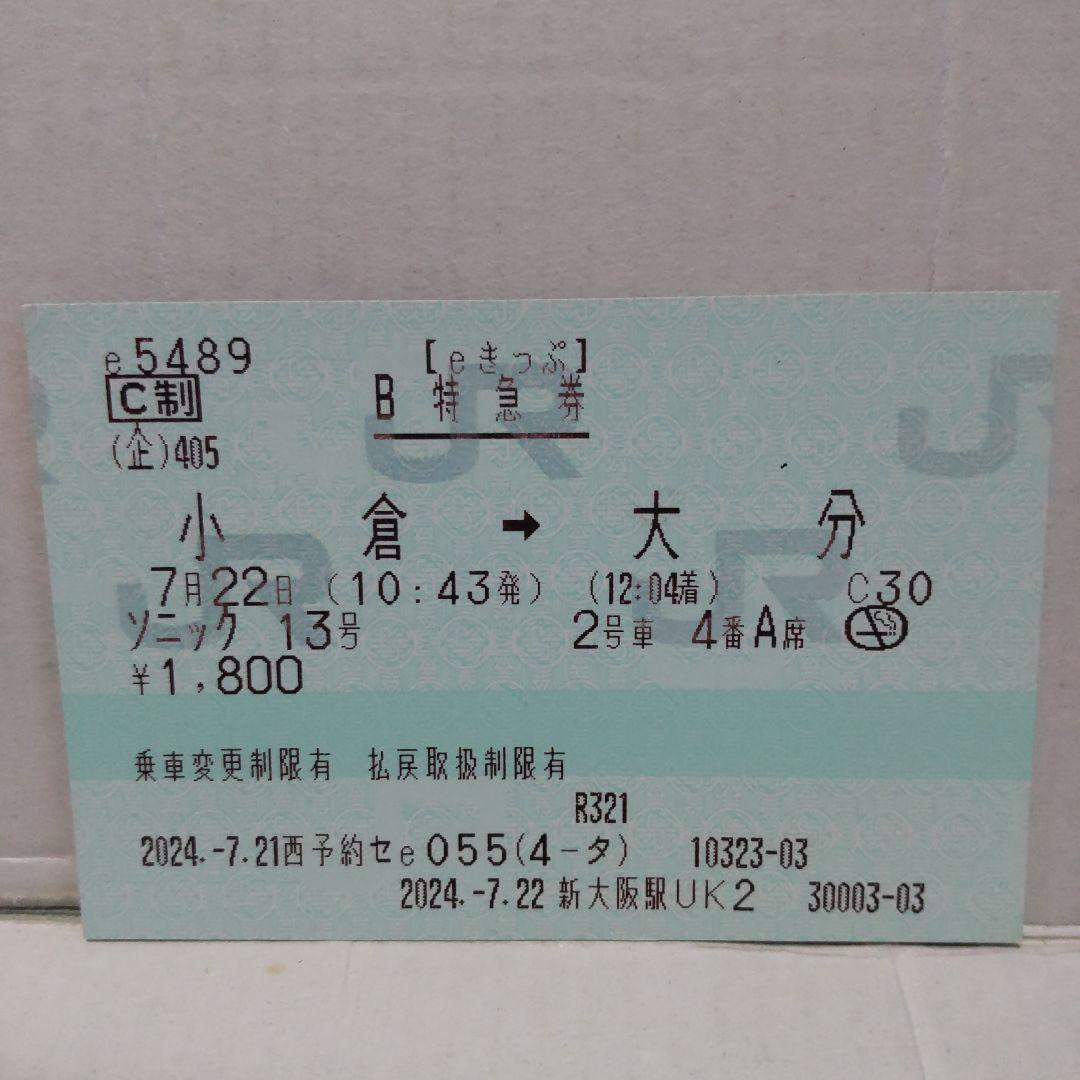 e5489 【eきっぷ】
C制 B特急券
(企)405
小倉 ➡ 大分
7月22日 (10:43発) (12:04着) C30
ソニック 13号 2号車 4番A席
¥1,800
乗車変更制限有 払戻取扱制限有
R321
2024.-7.21西予約セe055(4-タ) 10323-03
2024.-7.22 新大阪駅UK2 30003-03